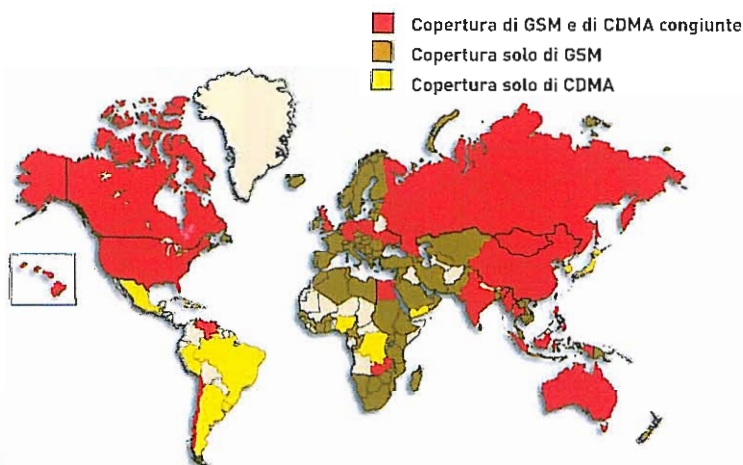 Copertura di GSM e di CDMA congiunte
Copertura solo di GSM
Copertura solo di CDMA